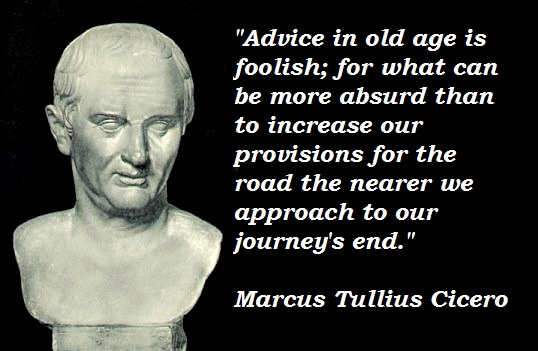 "Advice in old age is
foolish; for what can
be more absurd than
to increase our
provisions for the
road the nearer we
approach to our
journey's end."
Marcus Tullius Cicero